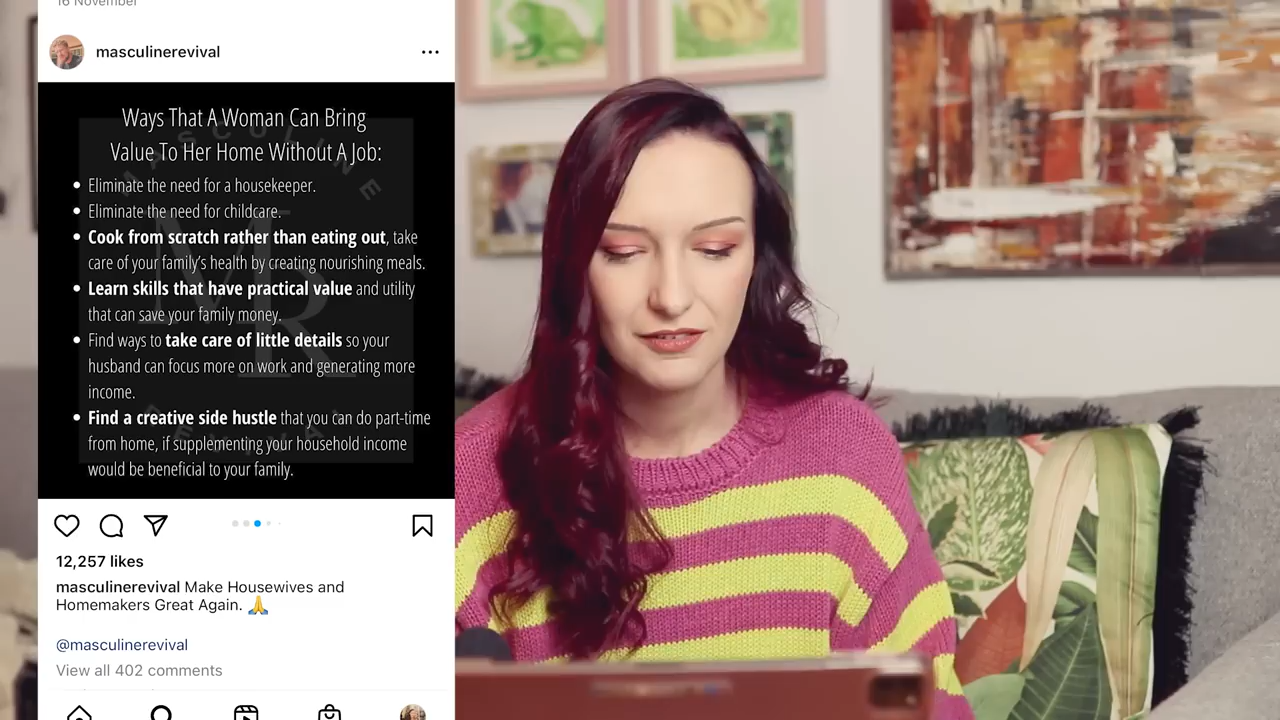 16 November
masculinerevival
Ways That A Woman Can Bring
Value To Her Home Without A Job:
• Eliminate the need for a housekeeper.
• Eliminate the need for childcare.
• Cook from scratch rather than eating out, take
care of your family's health by creating nourishing meals.
• Learn skills that have practical value and utility
that can save your family money.
• Find ways to take care of little details so your
husband can focus more on work and generating more
income.
• Find a creative side hustle that you can do part-time
from home, if supplementing your household income
would be beneficial to your family.
12,257 likes
masculinerevival Make Housewives and
Homemakers Great Again. 🙏
@masculinerevival
View all 402 comments